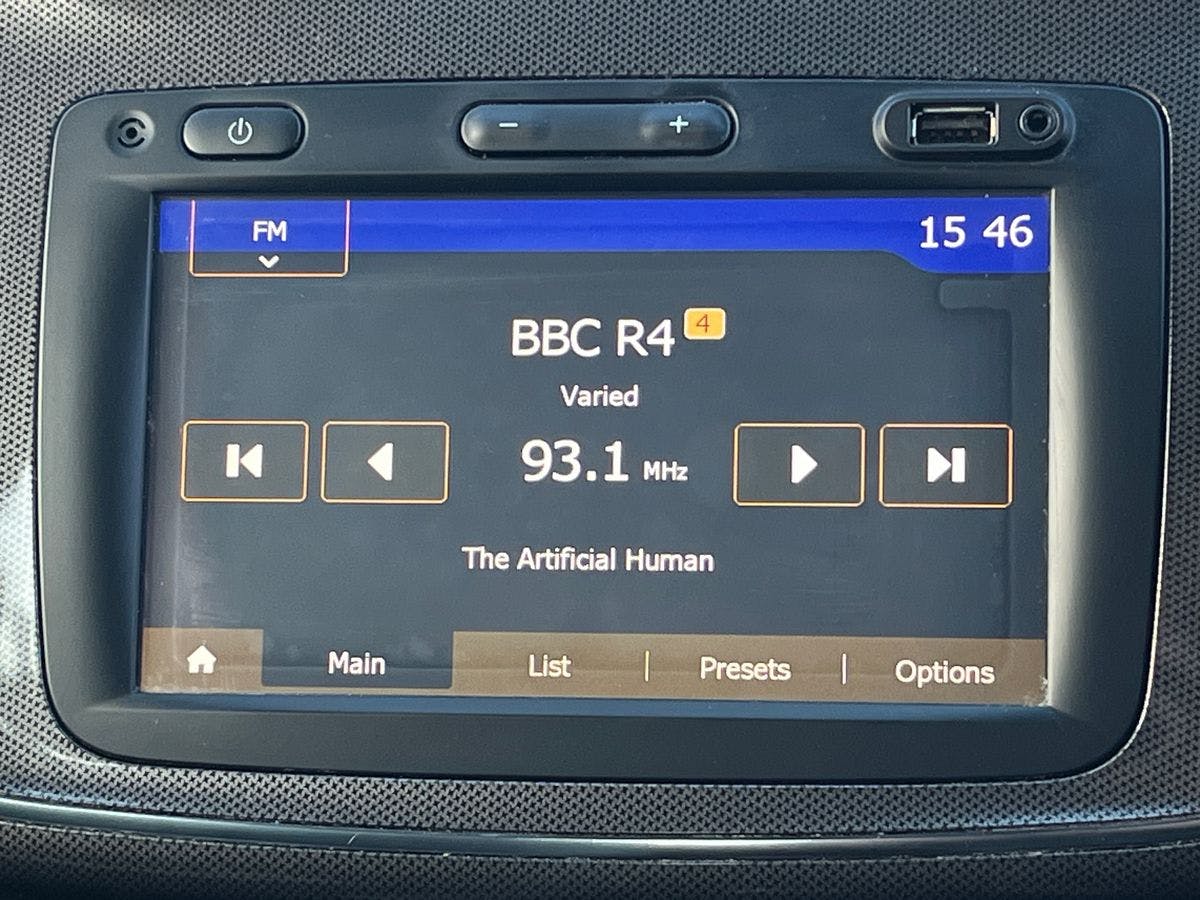 − +
FM
15 46
BBC R4 4
Varied
93.1 MHz
The Artificial Human
Main List Presets Options